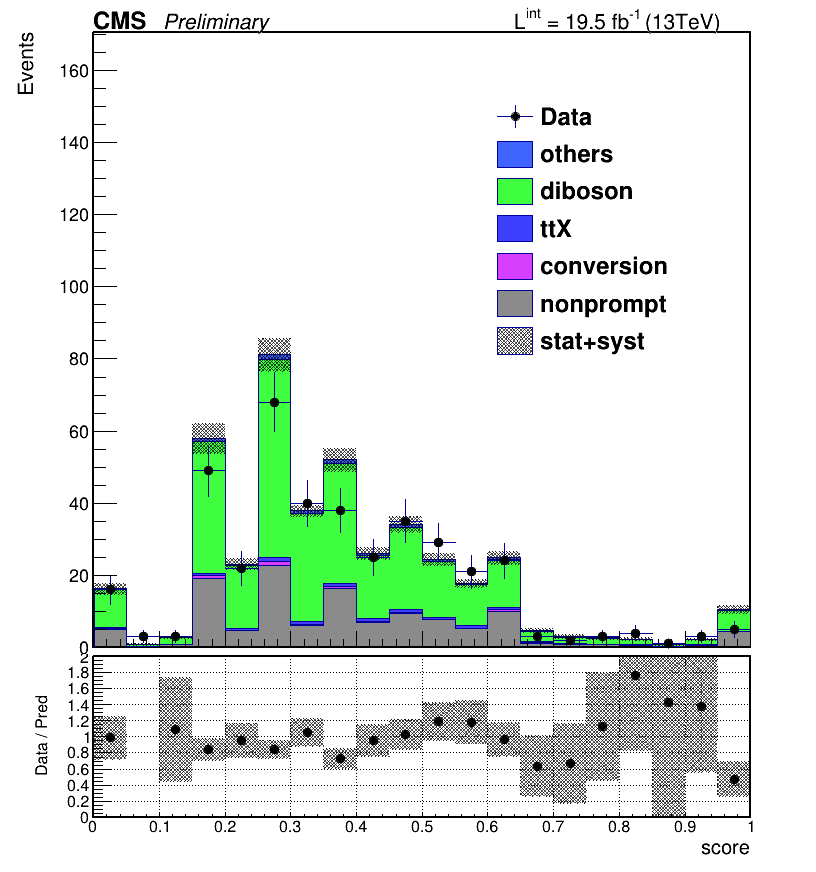 CMS Preliminary L^int = 19.5 fb^-1 (13TeV)
Events
160
140
120
100
80
60
40
20
0
Data
others
diboson
ttX
conversion
nonprompt
stat+syst
Data / Pred
2
1.8
1.6
1.4
1.2
1
0.8
0.6
0.4
0.2
0
0 0.1 0.2 0.3 0.4 0.5 0.6 0.7 0.8 0.9 1
score